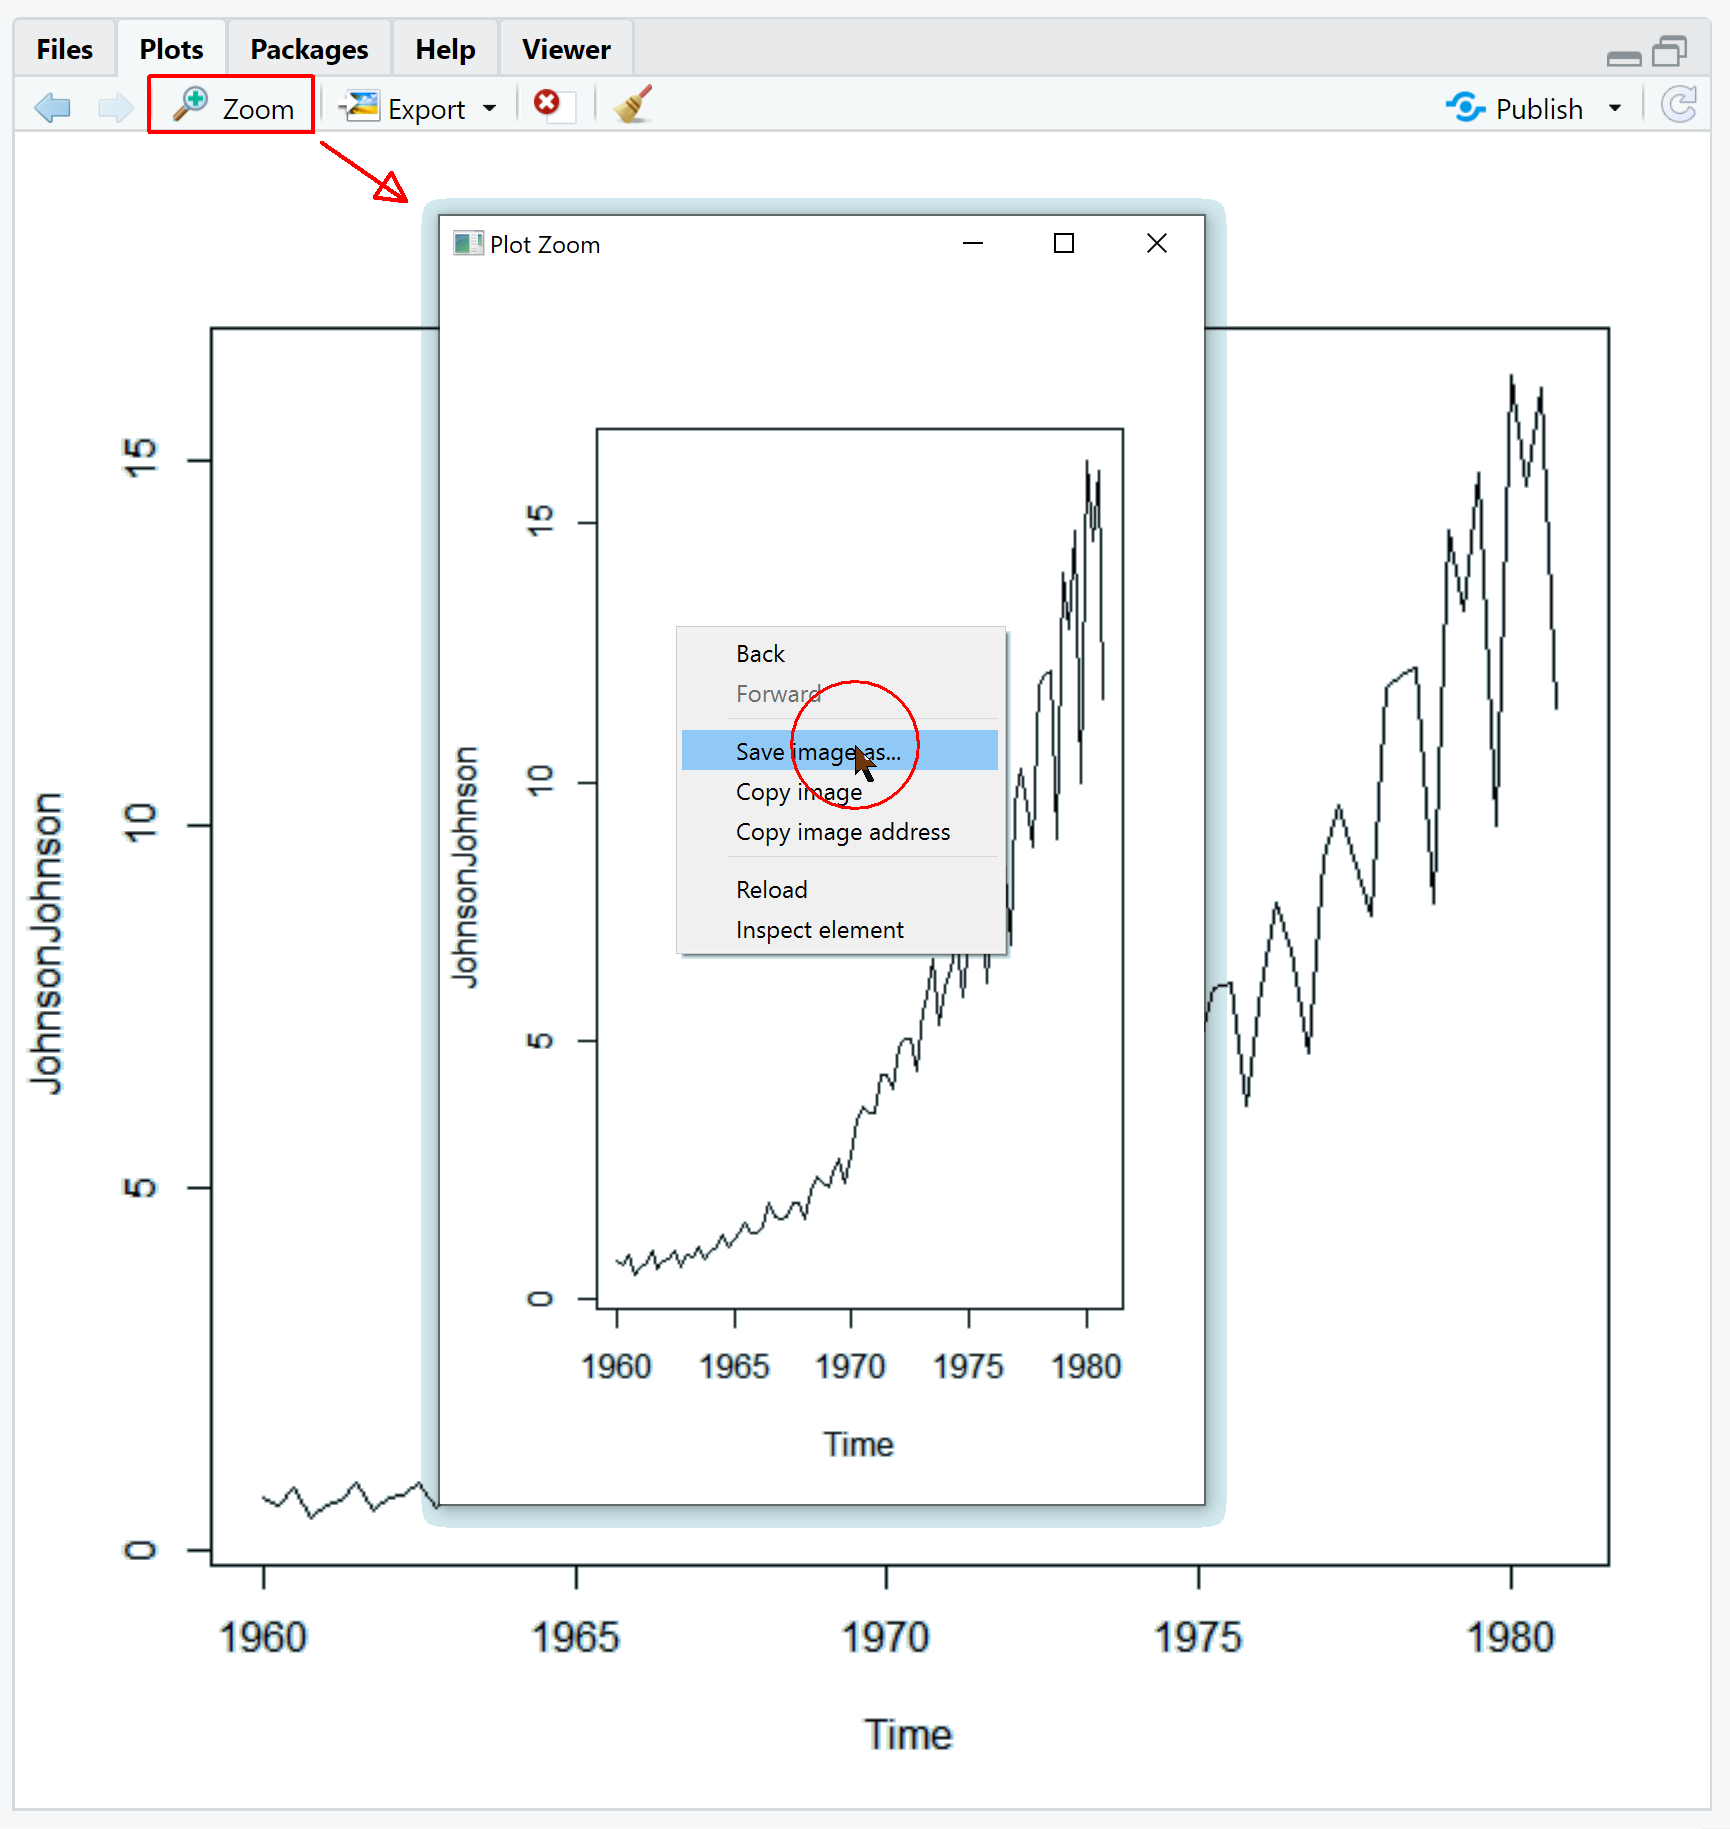 Files Plots Packages Help Viewer
Zoom Export Publish
Plot Zoom
15
10
5
0
JohnsonJohnson
1960 1965 1970 1975 1980
Time
15
10
5
0
JohnsonJohnson
1960 1965 1970 1975 1980
Time
Back
Forward
Save image as...
Copy image
Copy image address
Reload
Inspect element